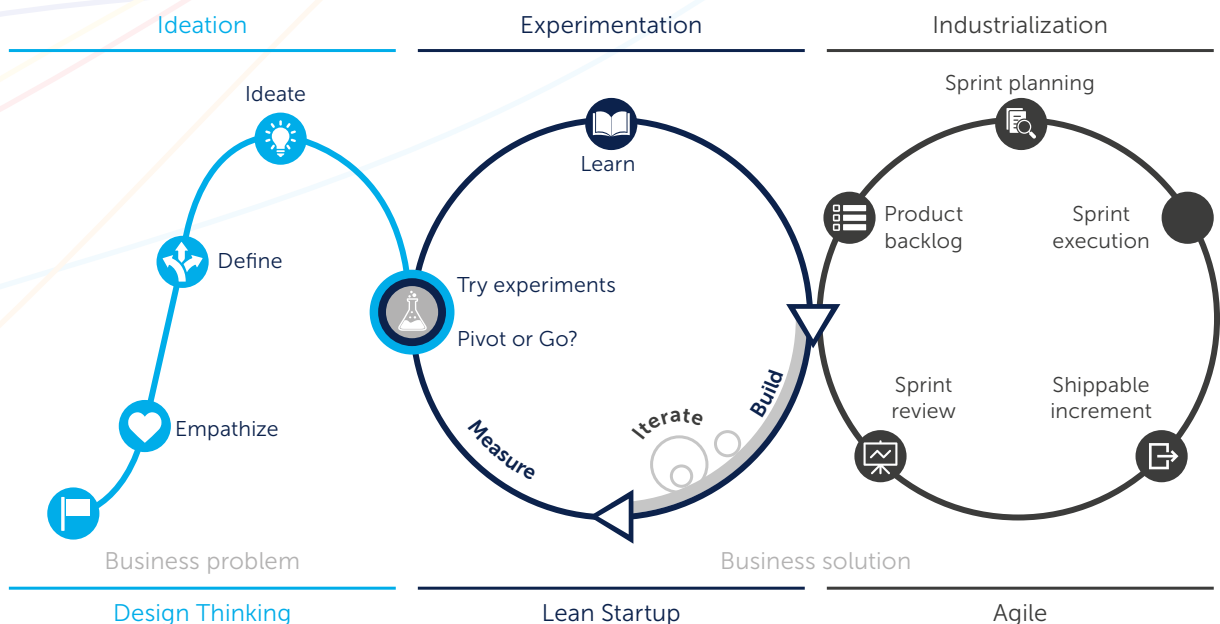 Ideation
Experimentation
Industrialization
Ideate
Define
Empathize
Learn
Try experiments
Pivot or Go?
Measure
Iterate
Build
Sprint planning
Product
backlog
Sprint
execution
Sprint
review
Shippable
increment
Business problem
Business solution
Design Thinking
Lean Startup
Agile